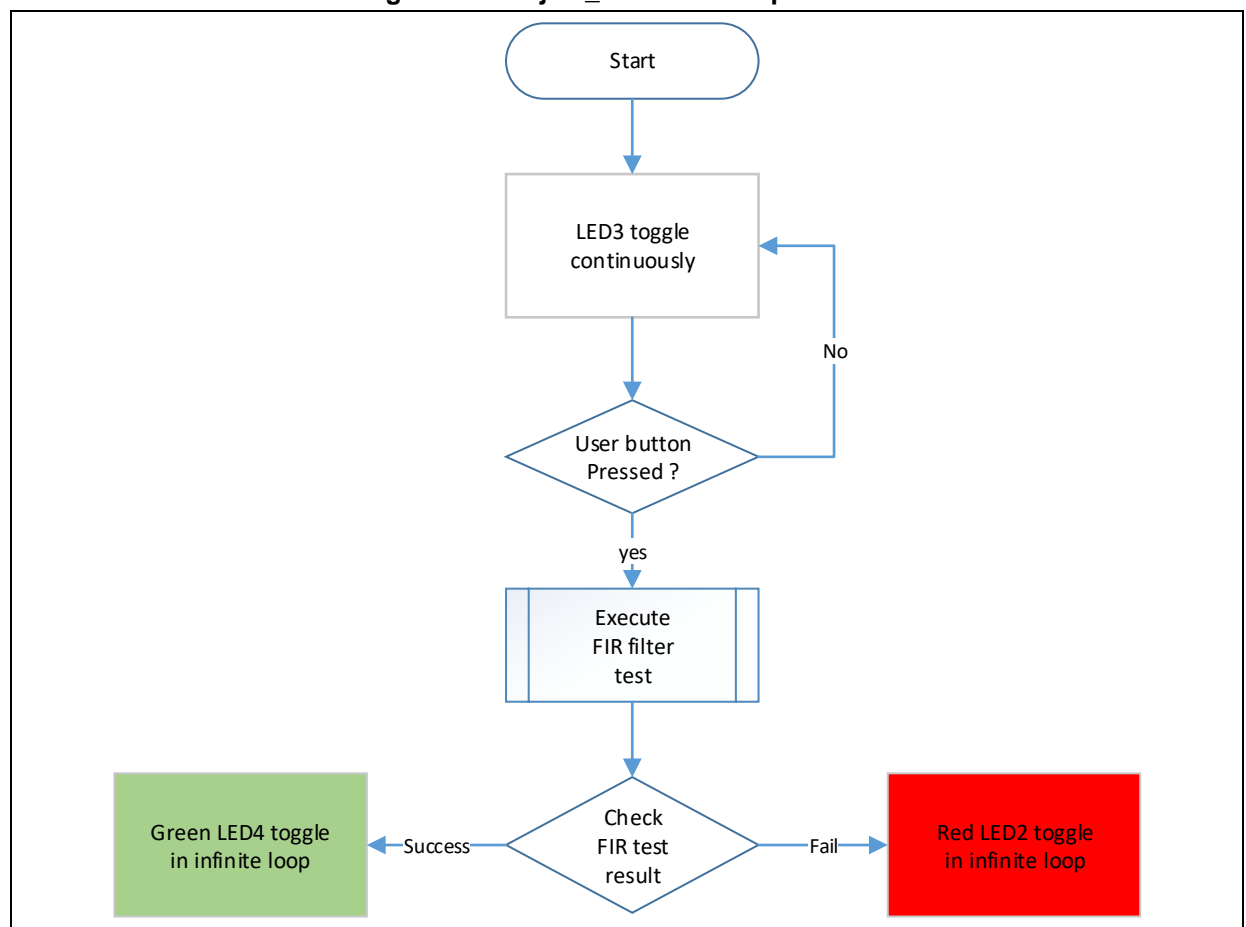 Start
LED3 toggle
continuously
No
User button
Pressed ?
yes
Execute
FIR filter
test
Green LED4 toggle
in infinite loop
Success
Check
FIR test
result
Fail
Red LED2 toggle
in infinite loop